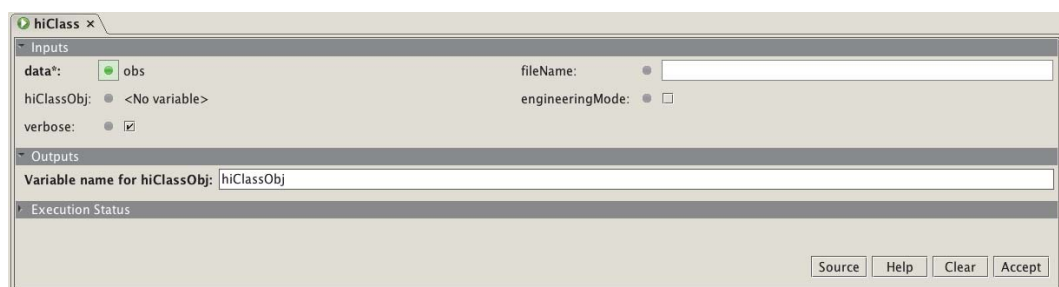 hiClass ×
Inputs
data*: obs fileName:
hiClassObj: <No variable> engineeringMode:
verbose:
Outputs
Variable name for hiClassObj: hiClassObj
Execution Status
Source Help Clear Accept